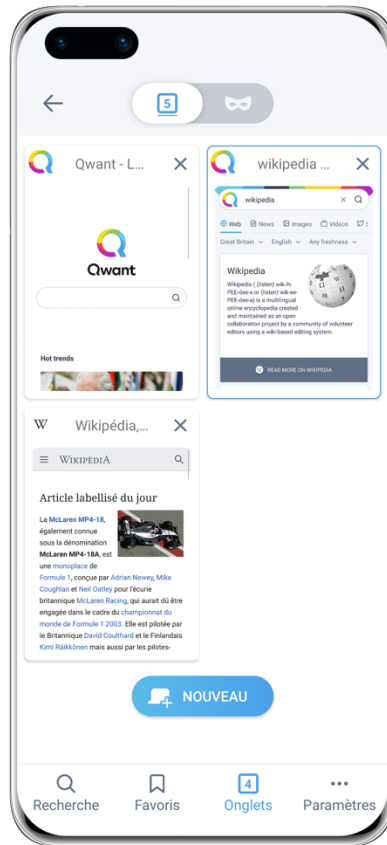 5
Qwant - L...
wikipedia ...
Qwant
Hot trends
wikipedia
Web News Images Videos
Great Britain English Any freshness
Wikipedia
Wikipedia ( (listen) wik-ih-
PEE-dee-ə or (listen) wik-ee-
PEE-dee-ə) is a multilingual
online encyclopedia created
and maintained as an open
collaboration project by a community of volunteer
editors using a wiki-based editing system.
READ MORE ON WIKIPEDIA
W Wikipédia,...
WIKIPÉDIA
Article labellisé du jour
La McLaren MP4-18,
également connue
sous la dénomination
McLaren MP4-18A, est
une monoplace de
Formule 1, conçue par Adrian Newey, Mike
Coughlan et Neil Oatley pour l'écurie
britannique McLaren Racing, qui aurait dû être
engagée dans le cadre du championnat du
monde de Formule 1 2003. Elle est pilotée par
le Britannique David Coulthard et le Finlandais
Kimi Räikkönen mais aussi par les pilotes-
NOUVEAU
4
Recherche Favoris Onglets Paramètres